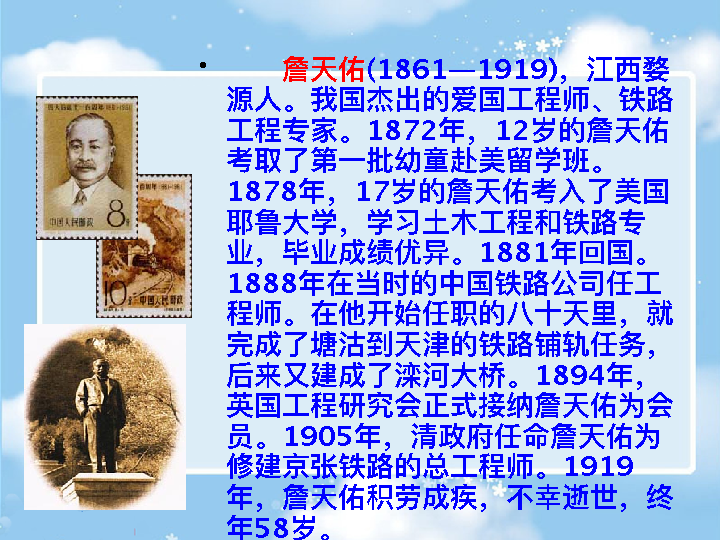 • 詹天佑(1861—1919)，江西婺
源人。我国杰出的爱国工程师、铁路
工程专家。1872年，12岁的詹天佑
考取了第一批幼童赴美留学班。
1878年，17岁的詹天佑考入了美国
耶鲁大学，学习土木工程和铁路专
业，毕业成绩优异。1881年回国。
1888年在当时的中国铁路公司任工
程师。在他开始任职的八十天里，就
完成了塘沽到天津的铁路铺轨任务，
后来又建成了滦河大桥。1894年，
英国工程研究会正式接纳詹天佑为会
员。1905年，清政府任命詹天佑为
修建京张铁路的总工程师。1919
年，詹天佑积劳成疾，不幸逝世，终
年58岁。
中国人民邮政
8
10
中国人民邮政